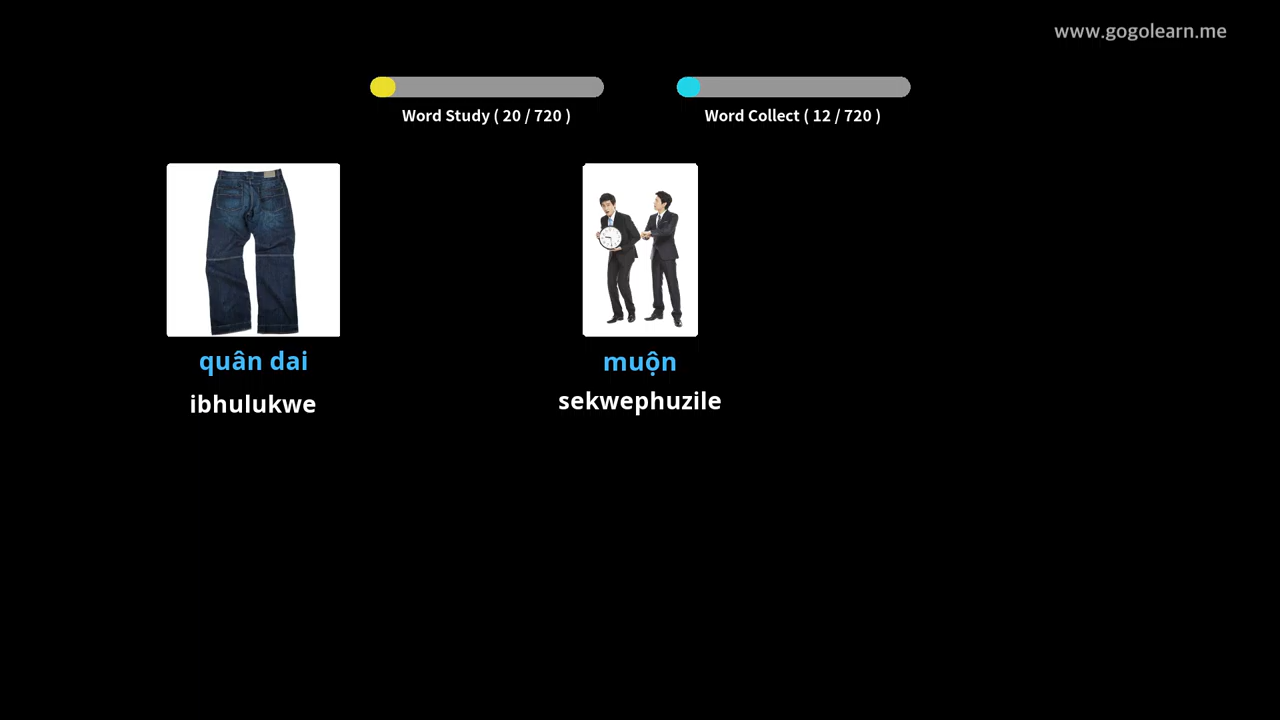 www.gogolearn.me
Word Study ( 20 / 720 )
Word Collect ( 12 / 720 )
quân dai
muộn
ibhulukwe
sekwephuzile